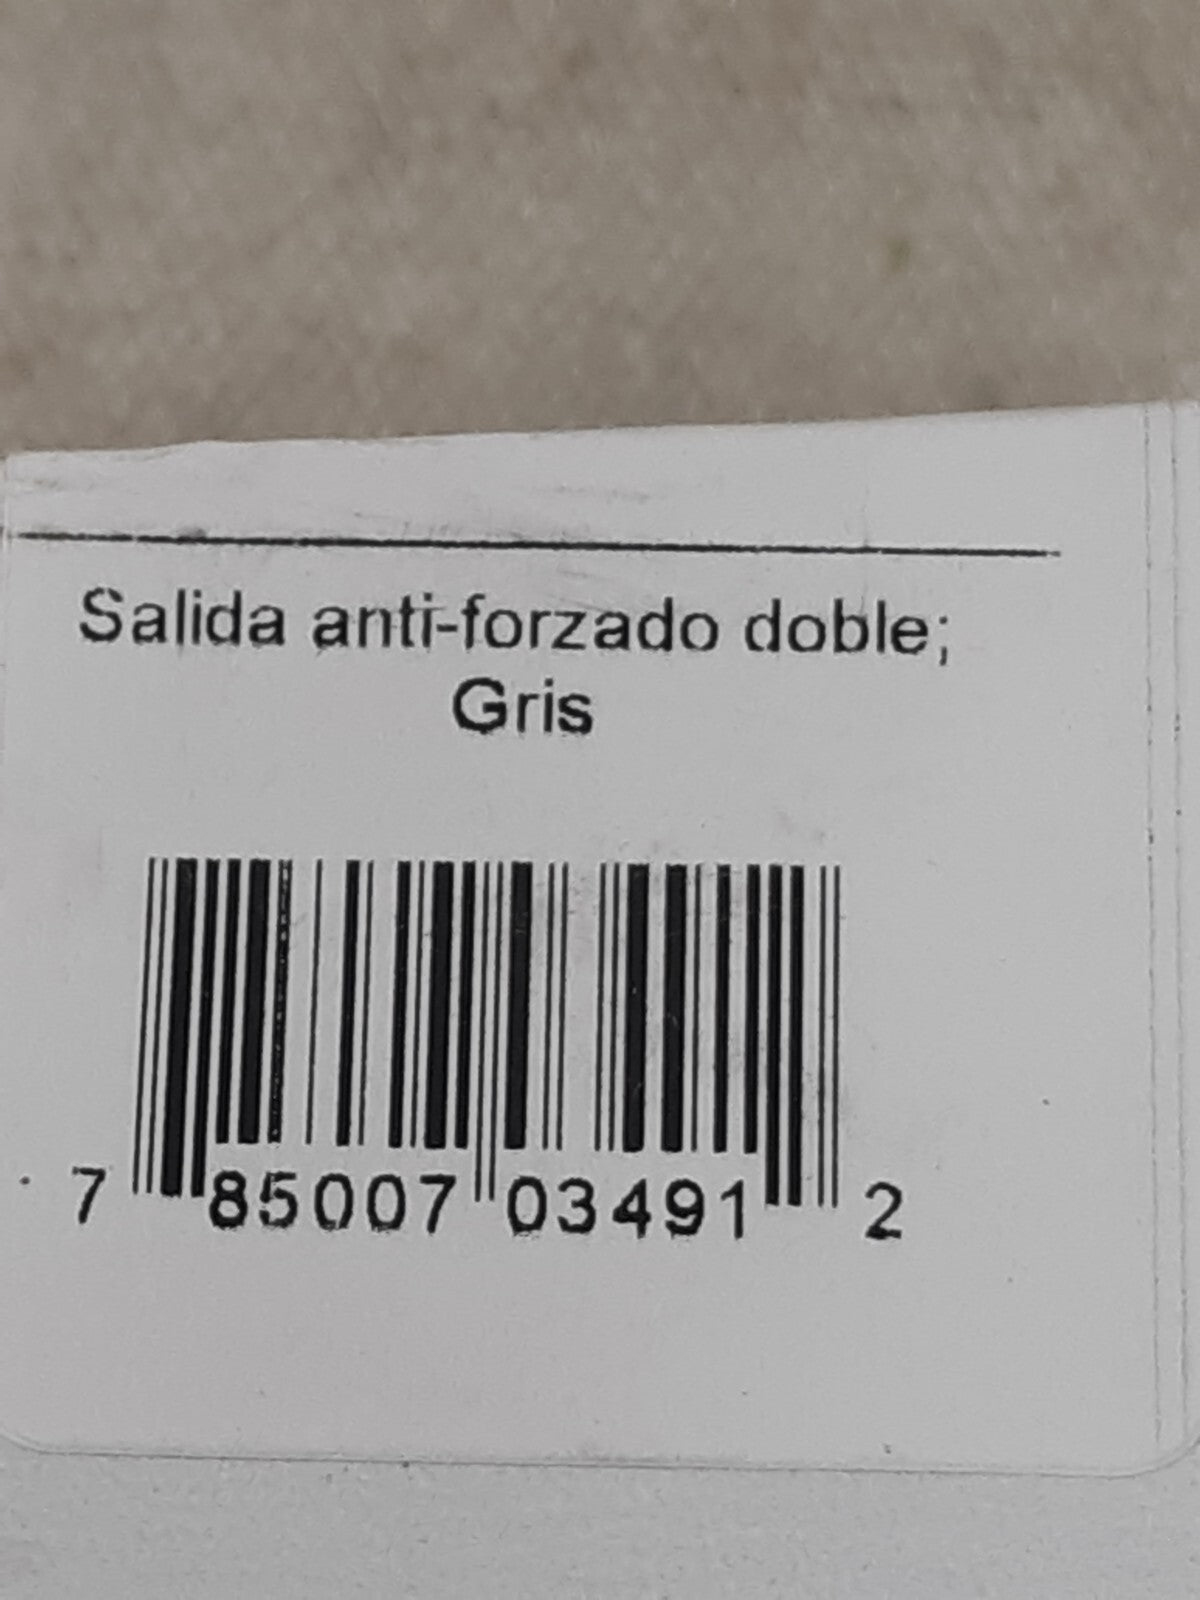 Salida anti-forzado doble;
Gris
7 85007 03491 2